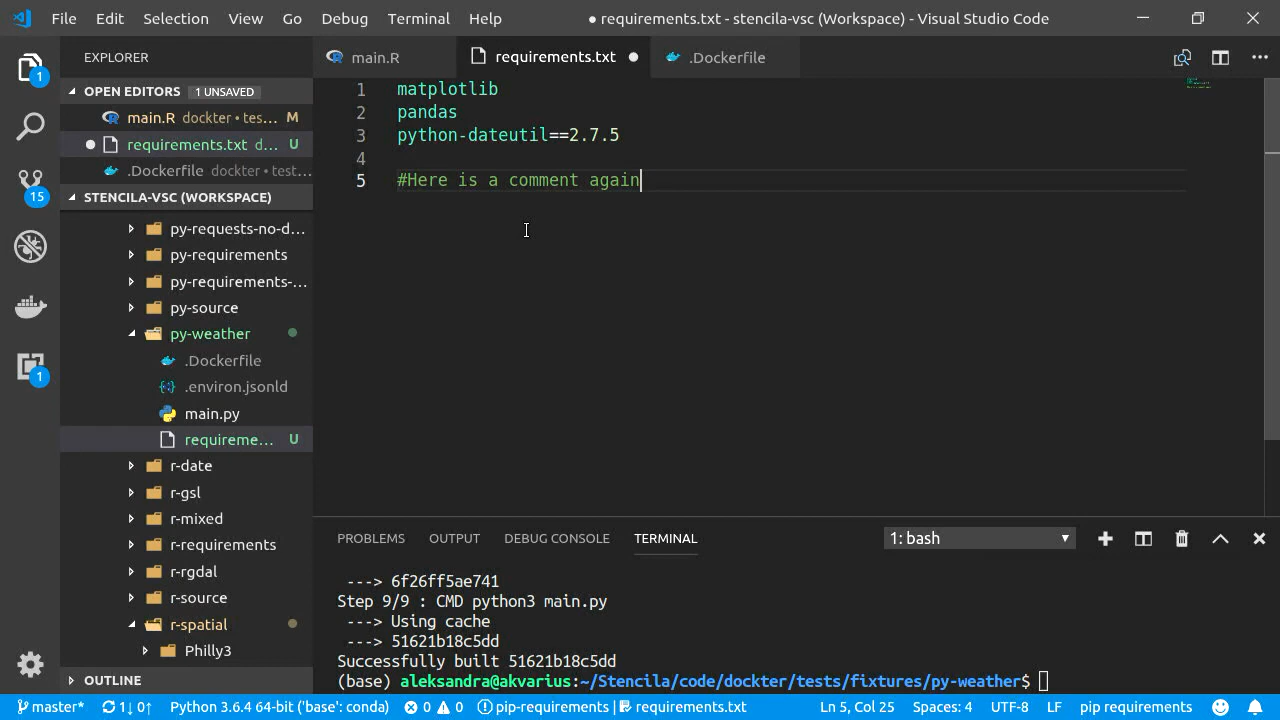 File Edit Selection View Go Debug Terminal Help ● requirements.txt - stencila-vsc (Workspace) - Visual Studio Code
EXPLORER
main.R
requirements.txt
.Dockerfile
1
OPEN EDITORS 1 UNSAVED
main.R dockter • tes... M
requirements.txt d... U
.Dockerfile dockter • test...
15
STENCILA-VSC (WORKSPACE)
py-requests-no-d...
py-requirements
py-requirements-...
py-source
py-weather
.Dockerfile
.environ.jsonld
1
main.py
requireme... U
r-date
r-gsl
r-mixed
r-requirements
r-rgdal
r-source
r-spatial
Philly3
OUTLINE
1 matplotlib
2 pandas
3 python-dateutil==2.7.5
4
5 #Here is a comment again
PROBLEMS OUTPUT DEBUG CONSOLE TERMINAL 1: bash
---> 6f26ff5ae741
Step 9/9 : CMD python3 main.py
---> Using cache
---> 51621b18c5dd
Successfully built 51621b18c5dd
(base) aleksandra@akvarius:~/Stencila/code/dockter/tests/fixtures/py-weather$
master* 1↓ 0↑ Python 3.6.4 64-bit ('base': conda) 0 0 pip-requirements | requirements.txt Ln 5, Col 25 Spaces: 4 UTF-8 LF pip requirements